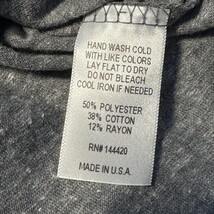 HAND WASH COLD
WITH LIKE COLORS
LAY FLAT TO DRY
DO NOT BLEACH
COOL IRON IF NEEDED
50% POLYESTER
38% COTTON
12% RAYON
RN# 144420
MADE IN U.S.A.